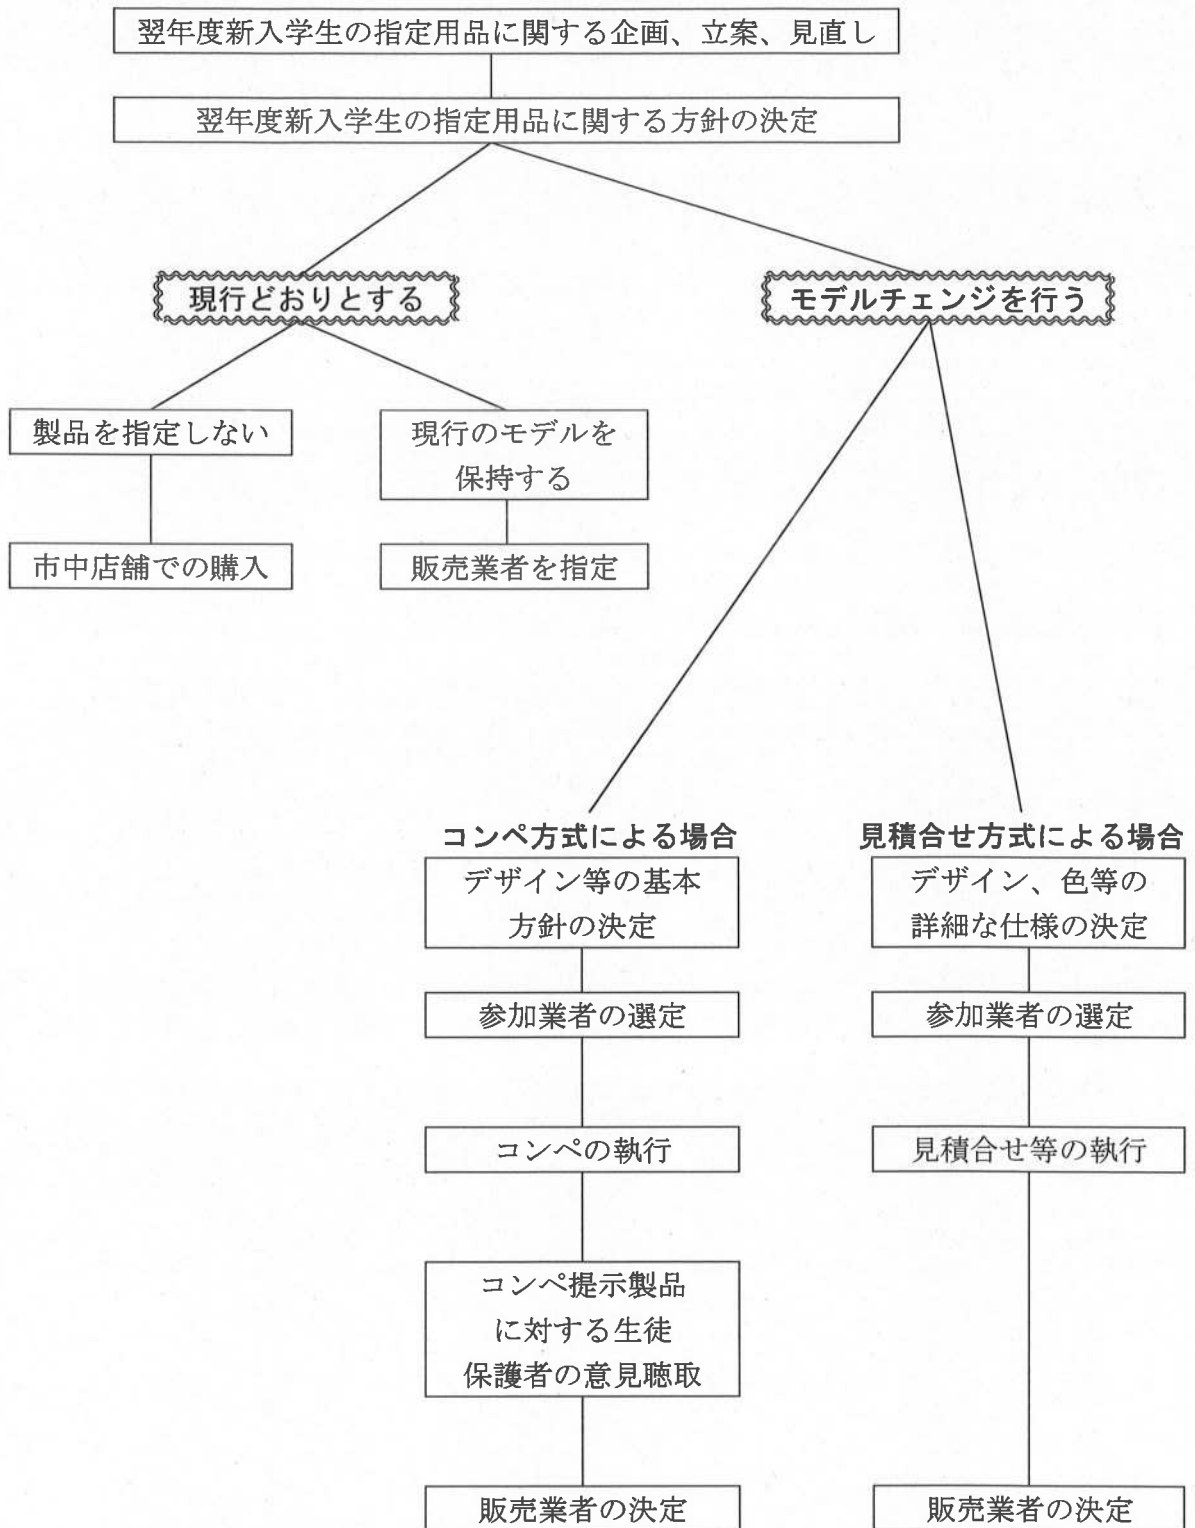 翌年度新入学生の指定用品に関する企画、立案、見直し
翌年度新入学生の指定用品に関する方針の決定
現行どおりとする
モデルチェンジを行う
製品を指定しない
現行のモデルを
保持する
市中店舗での購入
販売業者を指定
コンペ方式による場合
デザイン等の基本
方針の決定
参加業者の選定
コンペの執行
コンペ提示製品
に対する生徒
保護者の意見聴取
販売業者の決定
見積合せ方式による場合
デザイン、色等の
詳細な仕様の決定
参加業者の選定
見積合せ等の執行
販売業者の決定